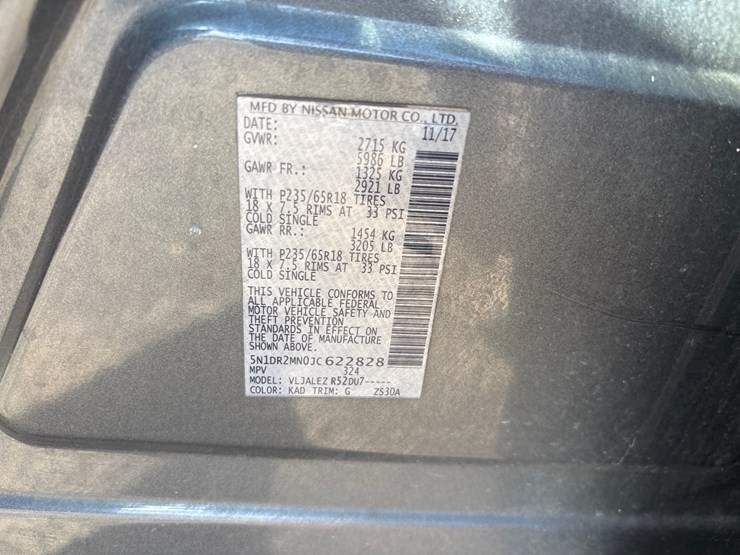 MFD BY NISSAN MOTOR CO., LTD.
DATE: 11/17
GVWR: 2715 KG
5986 LB
GAWR FR.: 1325 KG
2921 LB
WITH P235/65R18 TIRES
18 X 7.5 RIMS AT 33 PSI
COLD SINGLE
GAWR RR.: 1454 KG
3205 LB
WITH P235/65R18 TIRES
18 X 7.5 RIMS AT 33 PSI
COLD SINGLE
THIS VEHICLE CONFORMS TO
ALL APPLICABLE FEDERAL
MOTOR VEHICLE SAFETY AND
THEFT PREVENTION
STANDARDS IN EFFECT ON
THE DATE OF MANUFACTURE
SHOWN ABOVE.
5N1DR2MN0JC622828
MPV 324
MODEL: VLJALEZ R52DU7-----
COLOR: KAD TRIM: G ZS30A